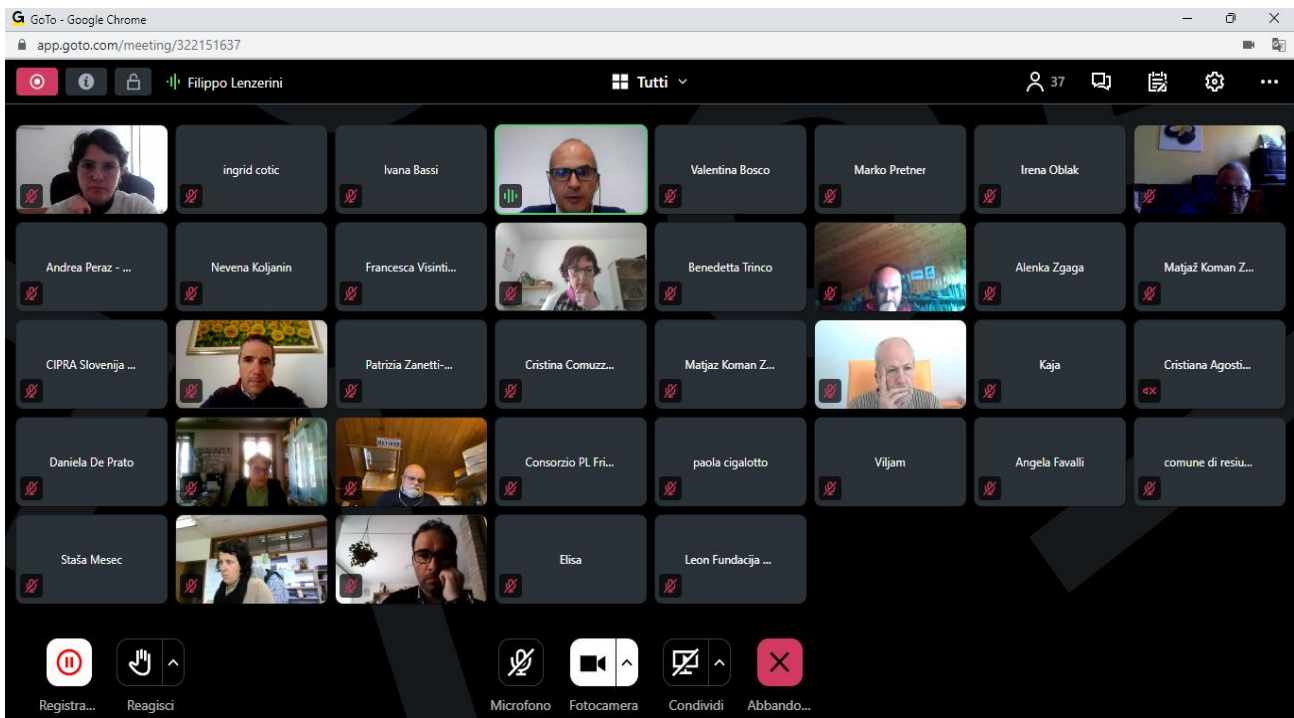 GoTo - Google Chrome
app.goto.com/meeting/322151637
Filippo Lenzerini
Tutti
37
ingrid cotic
Ivana Bassi
Valentina Bosco
Marko Pretner
Irena Oblak
Andrea Peraz - ...
Nevena Koljanin
Francesca Visinti...
Benedetta Trinco
Alenka Zgaga
Matjaž Koman Z...
CIPRA Slovenija ...
Patrizia Zanetti-...
Cristina Comuzz...
Matjaz Koman Z...
Kaja
Cristiana Agosti...
Daniela De Prato
Consorzio PL Fri...
paola cigalotto
Viljam
Angela Favalli
comune di resiu...
Staša Mesec
Elisa
Leon Fundacija ...
Registra...
Reagisci
Microfono
Fotocamera
Condividi
Abbando...